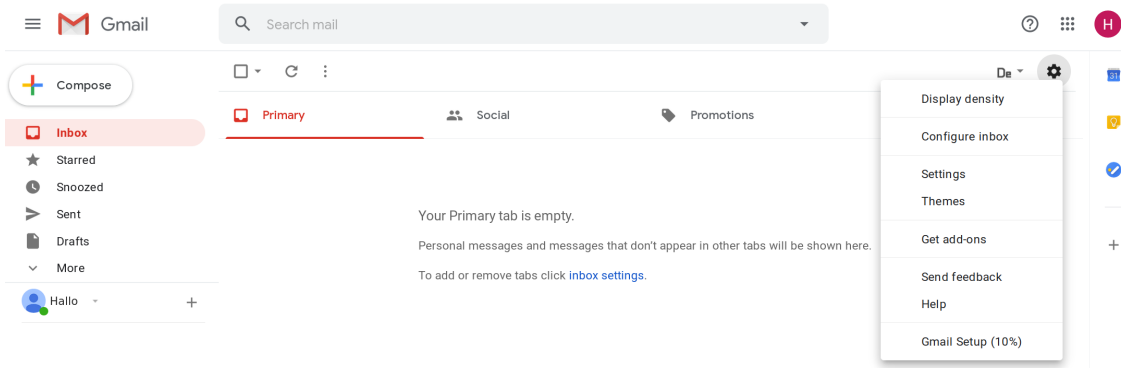 Gmail
Search mail
H
Compose
De
31
Inbox
Starred
Snoozed
Sent
Drafts
More
Hallo
Primary
Social
Promotions
Your Primary tab is empty.
Personal messages and messages that don't appear in other tabs will be shown here.
To add or remove tabs click inbox settings.
Display density
Configure inbox
Settings
Themes
Get add-ons
Send feedback
Help
Gmail Setup (10%)